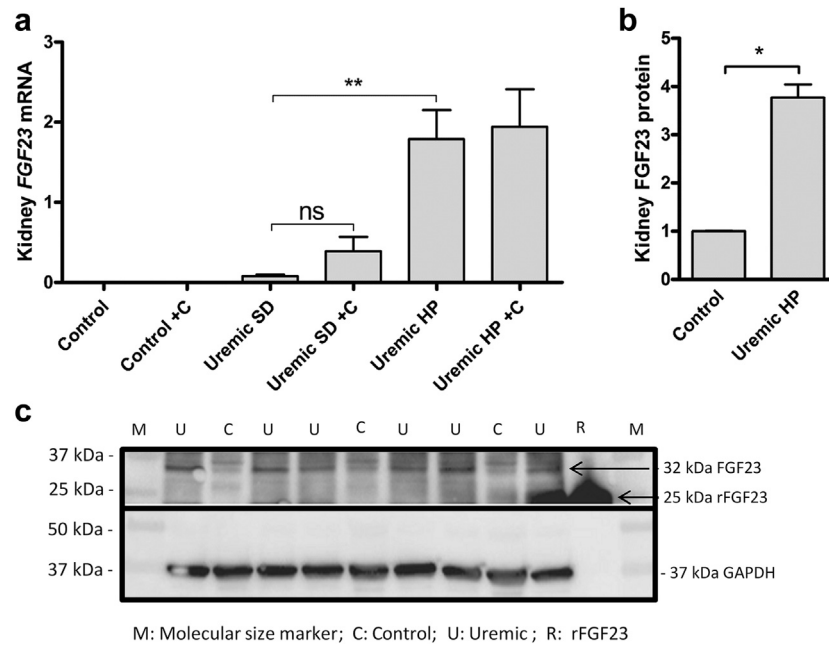 a
b
Kidney FGF23 mRNA
3
2
1
0
**
ns
Control
Control +C
Uremic SD
Uremic SD +C
Uremic HP
Uremic HP +C
Kidney FGF23 protein
5
4
3
2
1
0
*
Control
Uremic HP
c
M U C U U C U U C U R M
37 kDa -
32 kDa FGF23
25 kDa -
25 kDa rFGF23
50 kDa -
37 kDa -
- 37 kDa GAPDH
M: Molecular size marker; C: Control; U: Uremic ; R: rFGF23